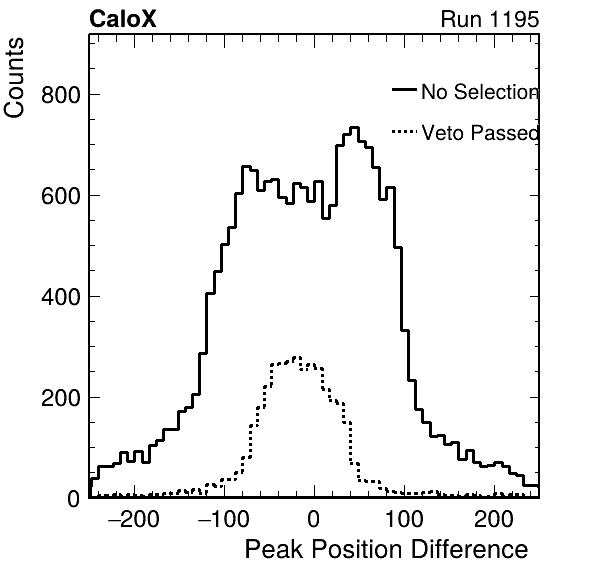 CaloX Run 1195
Counts
800
No Selection
Veto Passed
600
400
200
0
−200 −100 0 100 200
Peak Position Difference